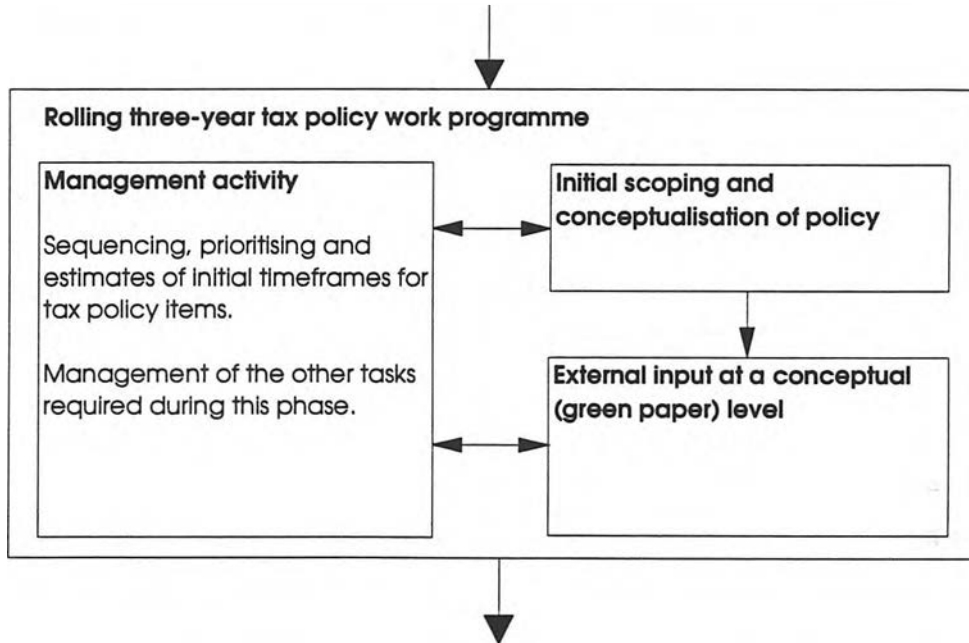 Rolling three-year tax policy work programme
Management activity
Sequencing, prioritising and
estimates of initial timeframes for
tax policy items.
Management of the other tasks
required during this phase.
Initial scoping and
conceptualisation of policy
External input at a conceptual
(green paper) level